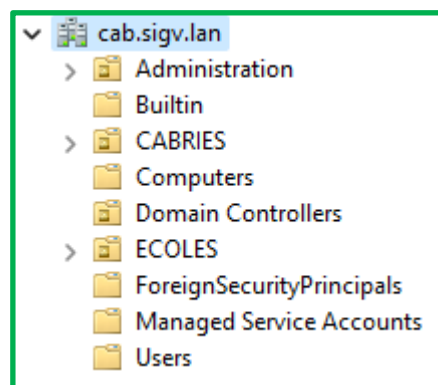 cab.sigv.lan
Administration
Builtin
CABRIES
Computers
Domain Controllers
ECOLES
ForeignSecurityPrincipals
Managed Service Accounts
Users